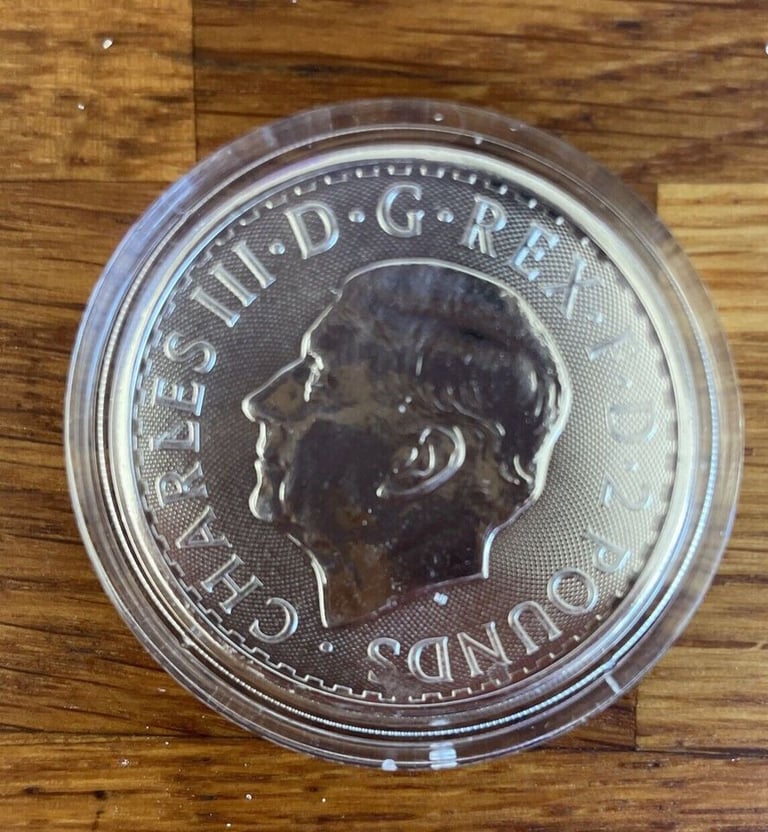 CHARLES III · D · G · REX · F · D · 2 POUNDS ·